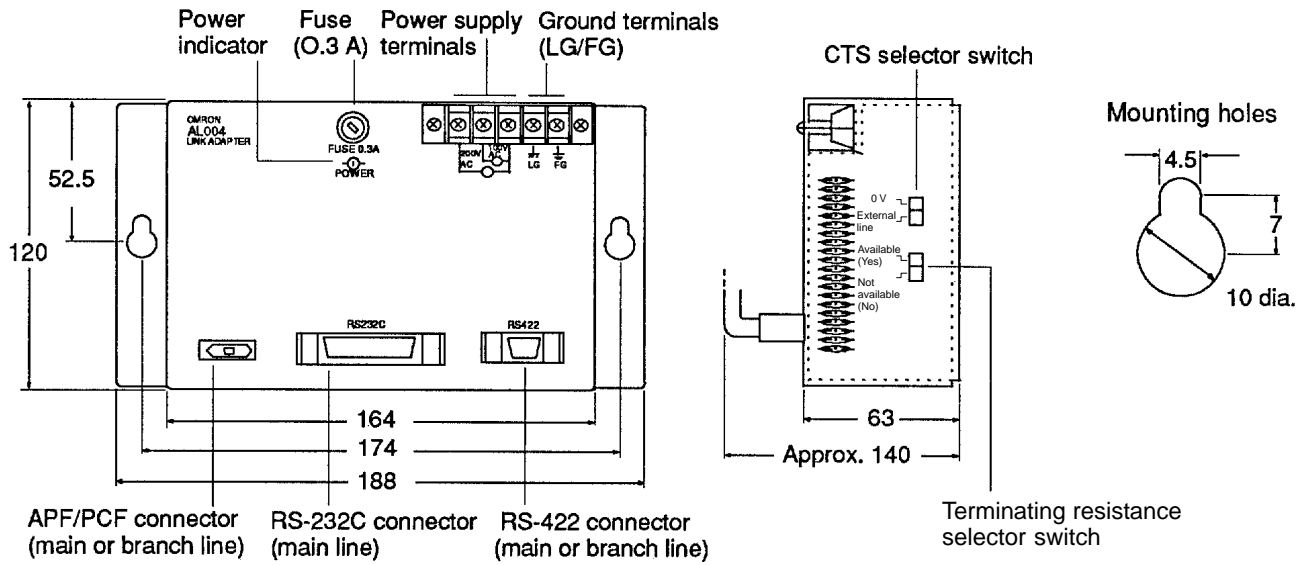 Power
indicator
Fuse
(O.3 A)
Power supply
terminals
Ground terminals
(LG/FG)
CTS selector switch
Mounting holes
OMRON
AL004
LINK ADAPTER
FUSE 0.3A
POWER
200V
AC
100V
AC
LG
FG
52.5
120
RS232C
RS422
164
174
188
0 V
External
line
Available
(Yes)
Not
available
(No)
63
Approx. 140
4.5
7
10 dia.
APF/PCF connector
(main or branch line)
RS-232C connector
(main line)
RS-422 connector
(main or branch line)
Terminating resistance
selector switch